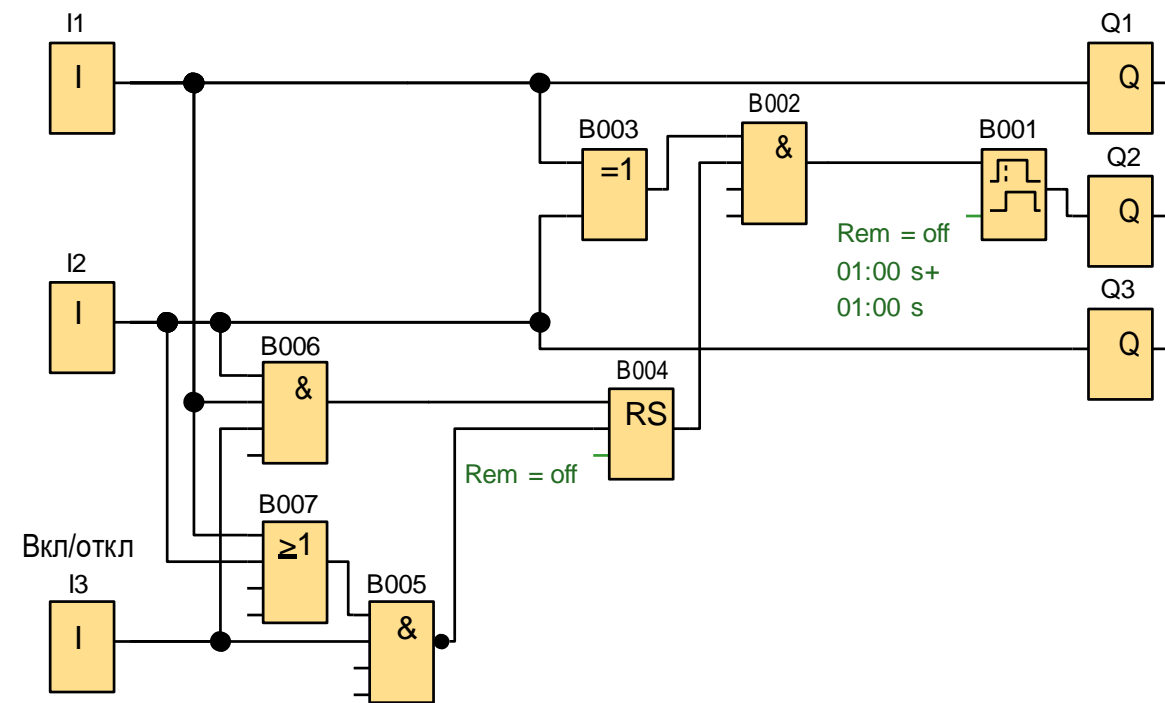 I1
I
Q1
Q
B002
&
B003
=1
B001
Rem = off
01:00 s+
01:00 s
Q2
Q
I2
I
Q3
Q
B006
&
B004
RS
Rem = off
B007
≥1
Вкл/откл
I3
I
B005
&